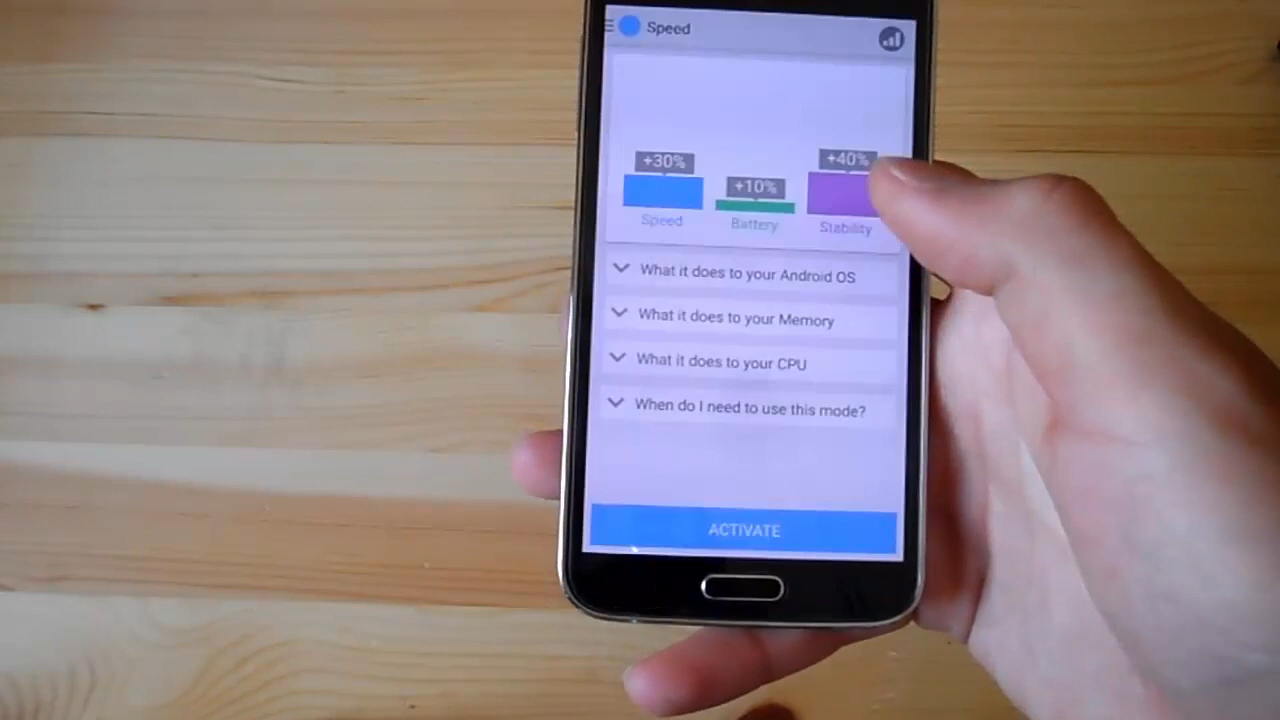 Speed
+30%
+10%
+40%
Speed
Battery
Stability
What it does to your Android OS
What it does to your Memory
What it does to your CPU
When do I need to use this mode?
ACTIVATE